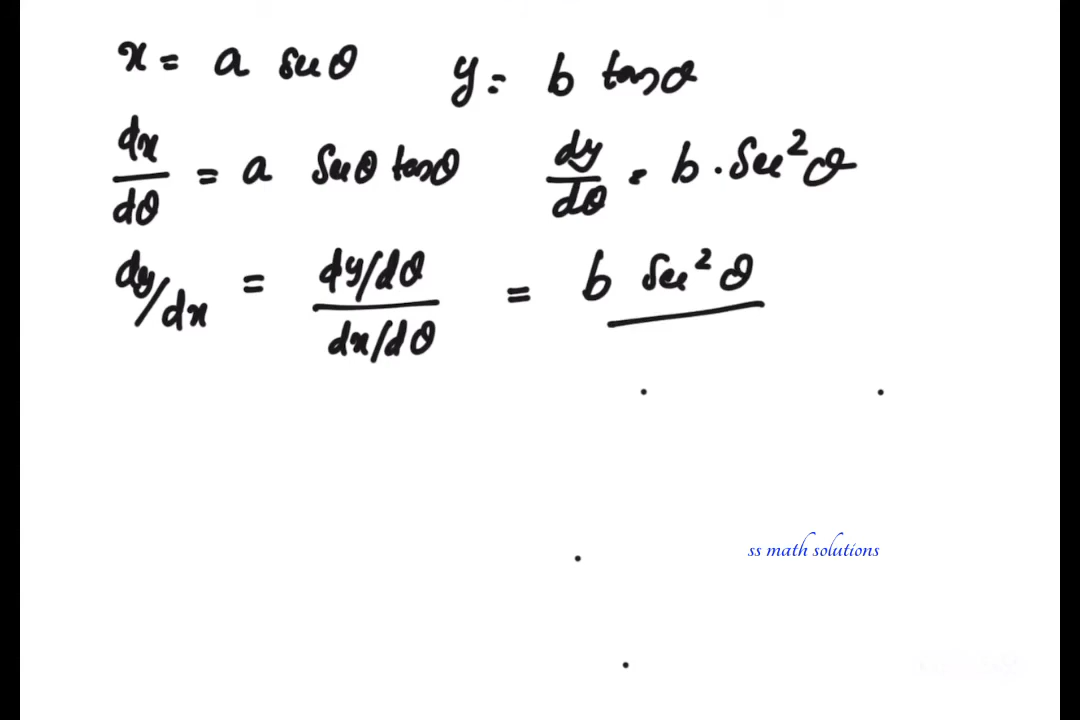 x = a secθ y = b tanθ
dx/dθ = a secθ tanθ dy/dθ = b . sec²θ
dy/dx = dy/dθ / dx/dθ = b sec²θ
ss math solutions